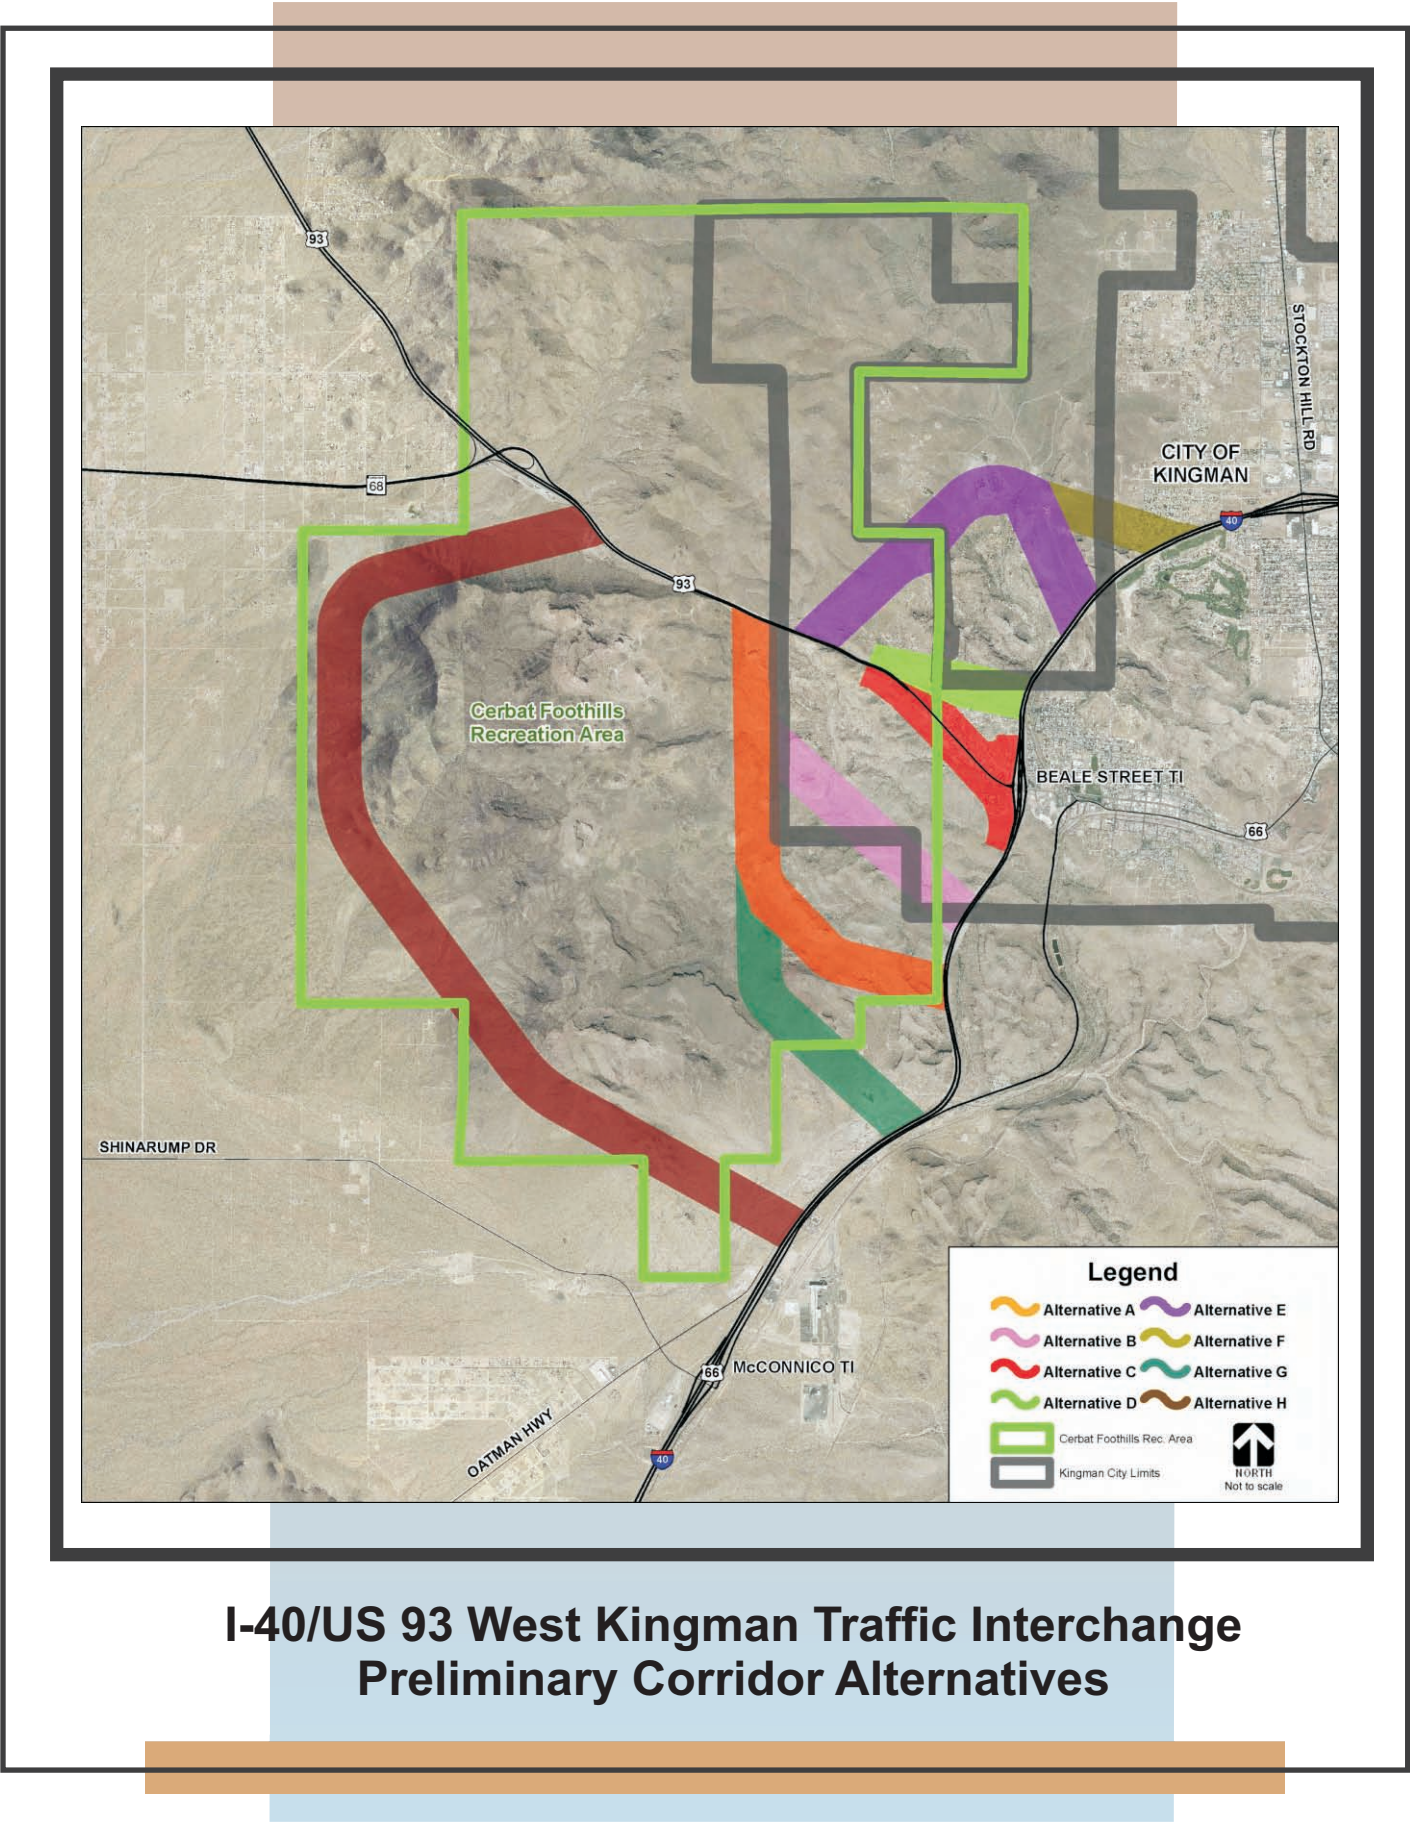 93
STOCKTON HILL RD
CITY OF
KINGMAN
68
40
93
Cerbat Foothills
Recreation Area
BEALE STREET TI
66
SHINARUMP DR
McCONNICO TI
66
OATMAN HWY
40
Legend
Alternative A
Alternative E
Alternative B
Alternative F
Alternative C
Alternative G
Alternative D
Alternative H
Cerbat Foothills Rec. Area
Kingman City Limits
NORTH
Not to scale
I-40/US 93 West Kingman Traffic Interchange
Preliminary Corridor Alternatives